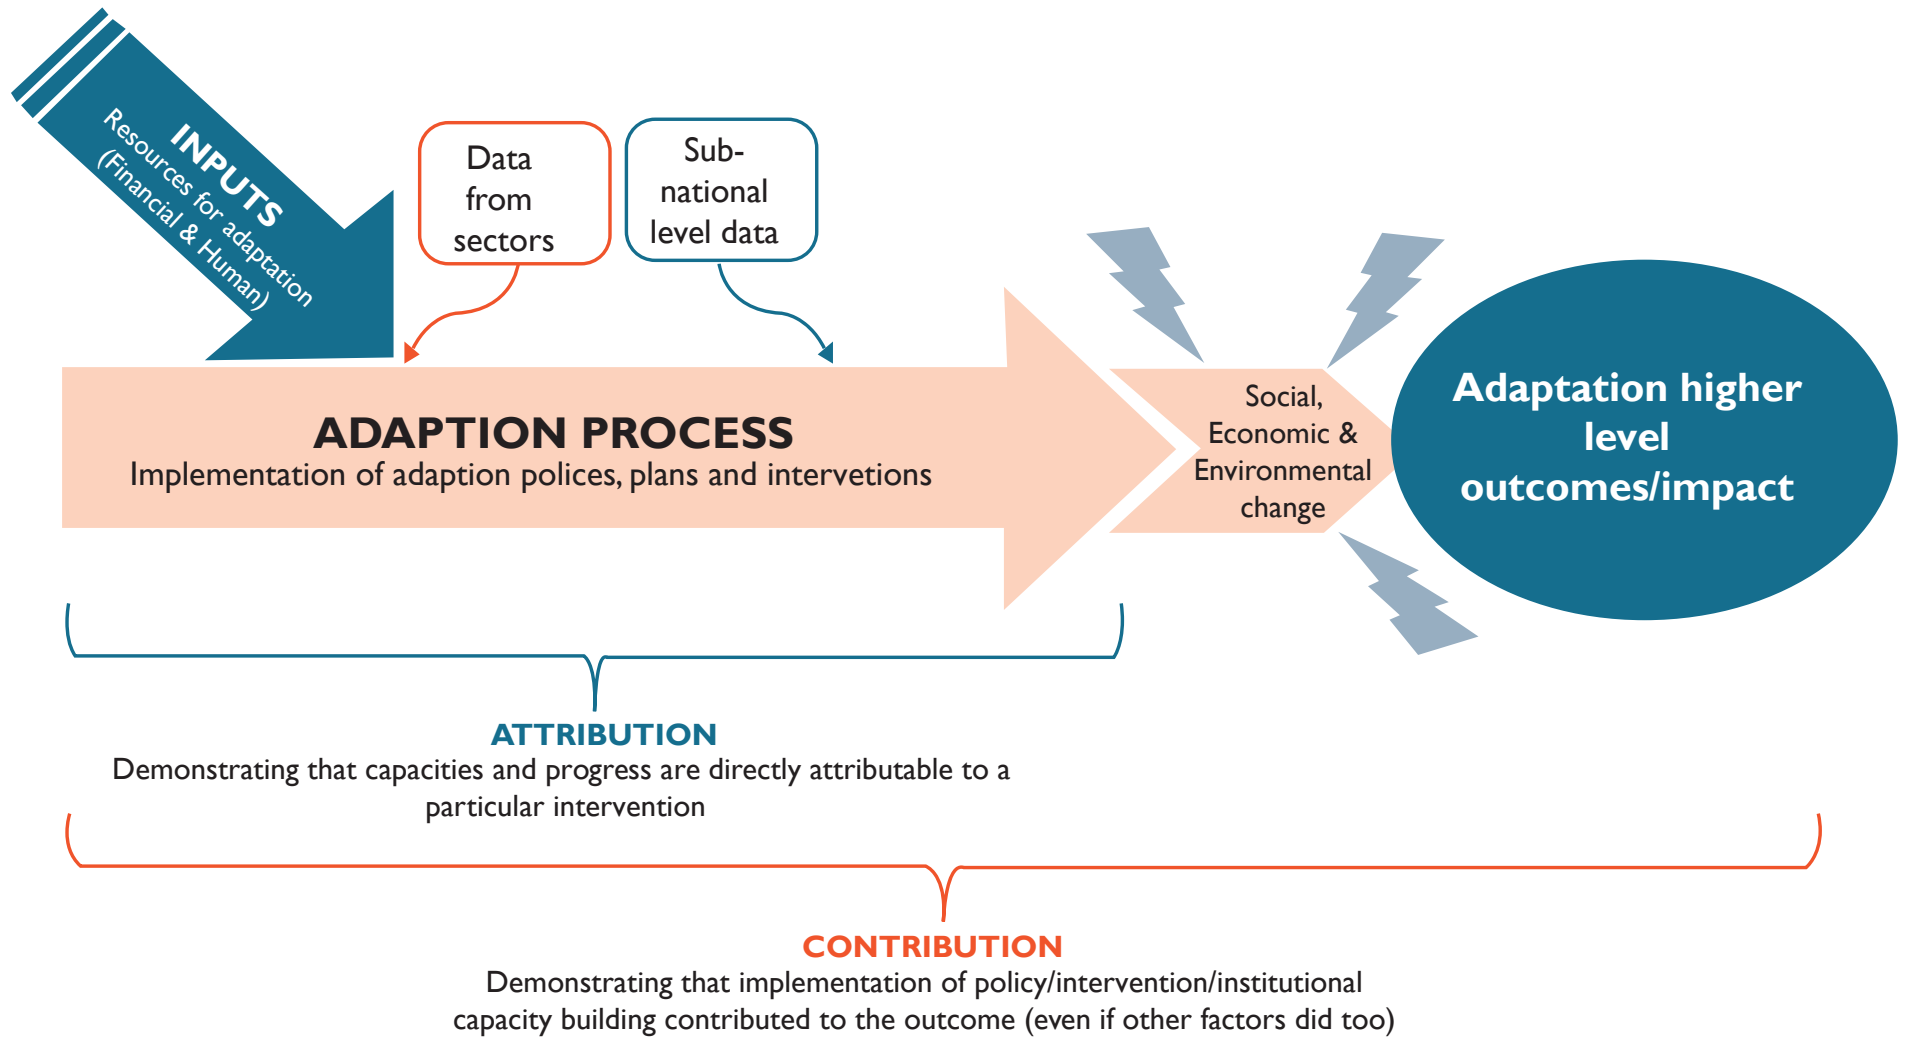 INPUTS
Resources for adaptation
(Financial & Human)
Data
from
sectors
Sub-
national
level data
ADAPTION PROCESS
Implementation of adaption polices, plans and intervetions
Social,
Economic &
Environmental
change
Adaptation higher
level
outcomes/impact
ATTRIBUTION
Demonstrating that capacities and progress are directly attributable to a
particular intervention
CONTRIBUTION
Demonstrating that implementation of policy/intervention/institutional
capacity building contributed to the outcome (even if other factors did too)